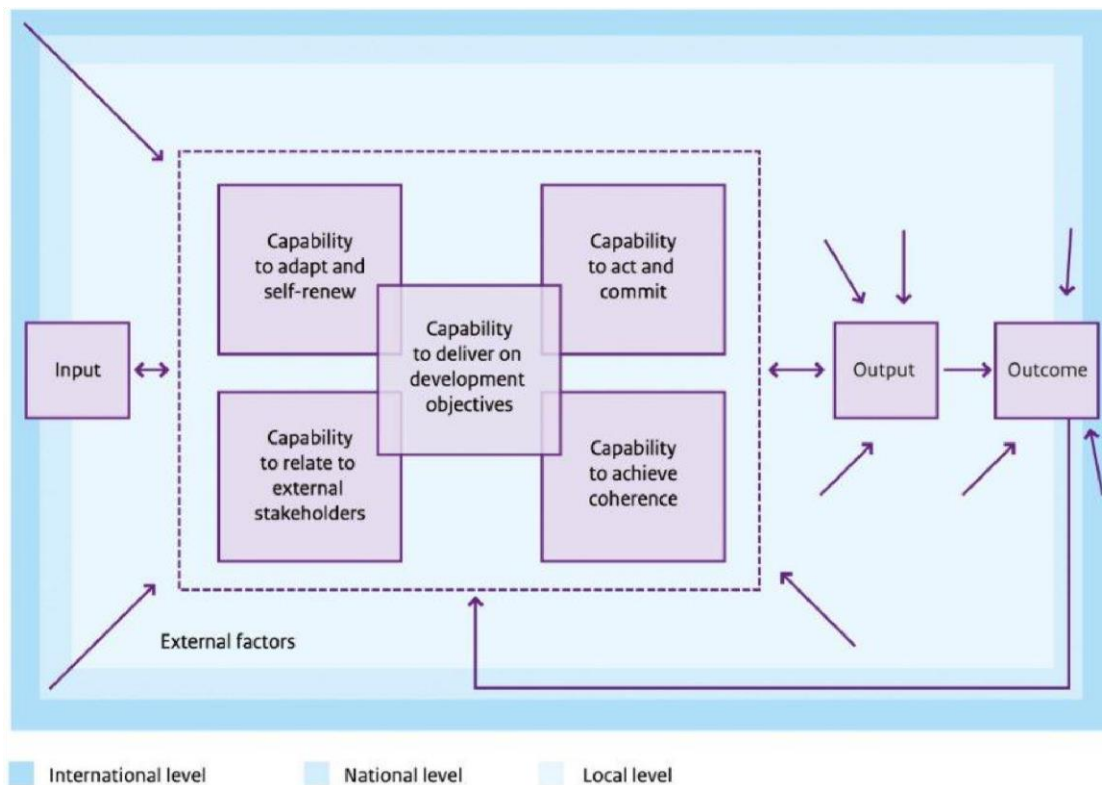 Capability
to adapt and
self-renew
Capability
to act and
commit
Capability
to deliver on
development
objectives
Input
Output
Outcome
Capability
to relate to
external
stakeholders
Capability
to achieve
coherence
External factors
International level
National level
Local level